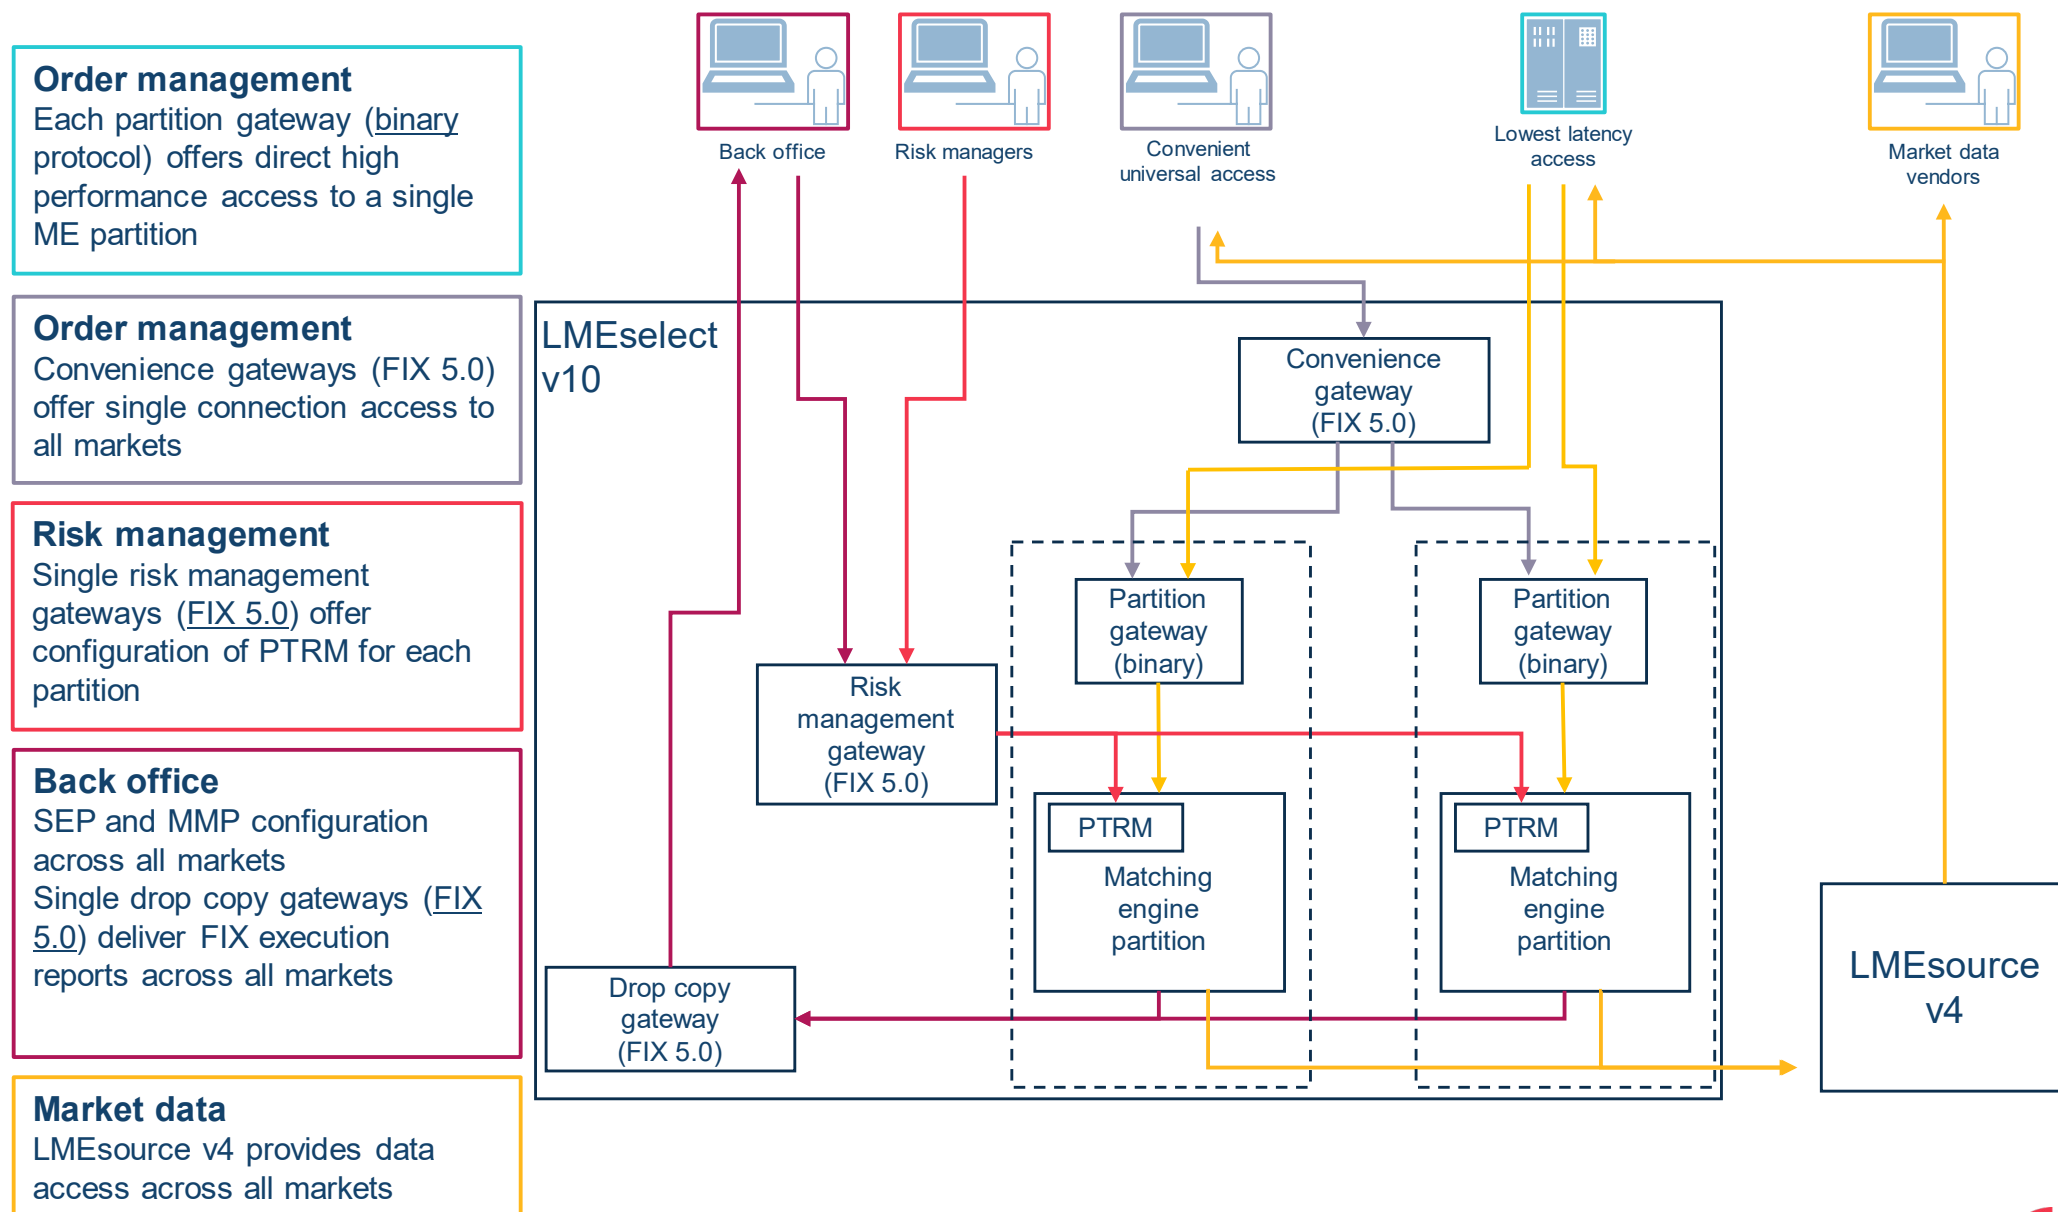 Order management
Each partition gateway (binary
protocol) offers direct high
performance access to a single
ME partition
Order management
Convenience gateways (FIX 5.0)
offer single connection access to
all markets
Risk management
Single risk management
gateways (FIX 5.0) offer
configuration of PTRM for each
partition
Back office
SEP and MMP configuration
across all markets
Single drop copy gateways (FIX
5.0) deliver FIX execution
reports across all markets
Market data
LMEsource v4 provides data
access across all markets
Back office
Risk managers
Convenient
universal access
Lowest latency
access
Market data
vendors
LMEselect
v10
Convenience
gateway
(FIX 5.0)
Partition
gateway
(binary)
Partition
gateway
(binary)
Risk
management
gateway
(FIX 5.0)
PTRM
Matching
engine
partition
PTRM
Matching
engine
partition
Drop copy
gateway
(FIX 5.0)
LMEsource
v4